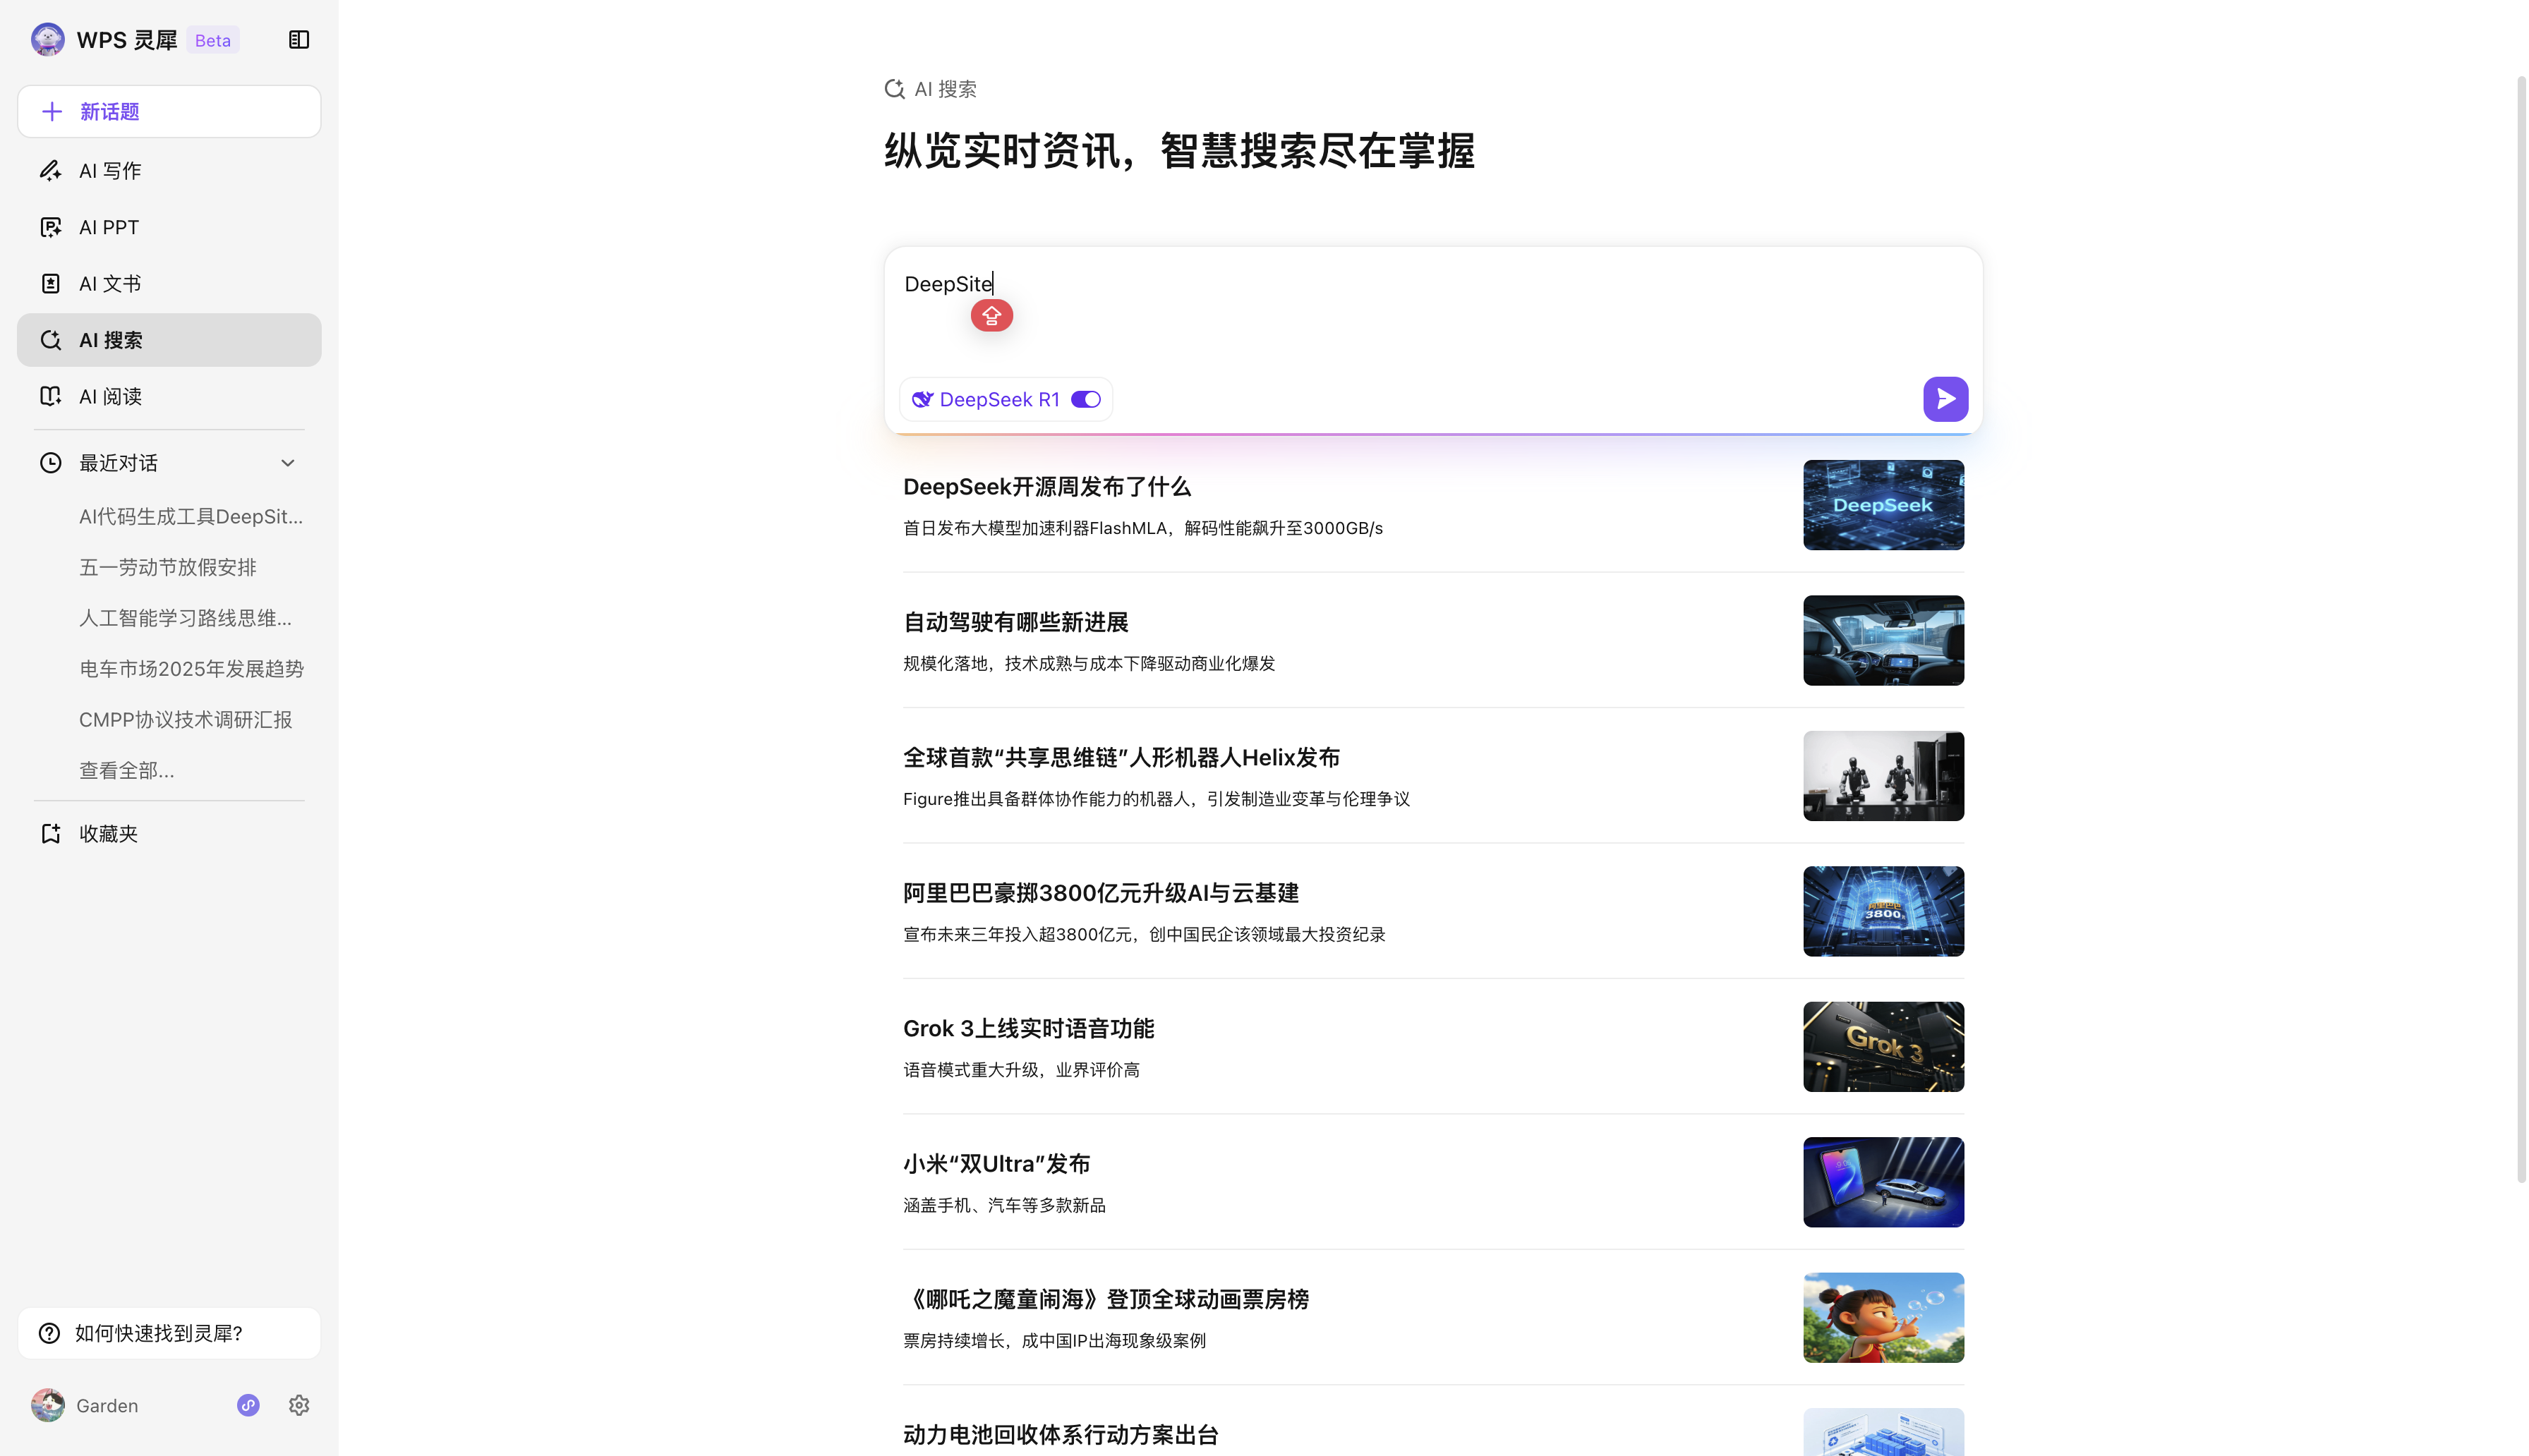 WPS 灵犀 Beta
新话题
AI 写作
AI PPT
AI 文书
AI 搜索
AI 阅读
最近对话
AI代码生成工具DeepSit...
五一劳动节放假安排
人工智能学习路线思维...
电车市场2025年发展趋势
CMPP协议技术调研汇报
查看全部...
收藏夹
如何快速找到灵犀?
Garden
AI 搜索
纵览实时资讯，智慧搜索尽在掌握
DeepSite
DeepSeek R1
DeepSeek开源周发布了什么
首日发布大模型加速利器FlashMLA，解码性能飙升至3000GB/s
DeepSeek
自动驾驶有哪些新进展
规模化落地，技术成熟与成本下降驱动商业化爆发
全球首款“共享思维链”人形机器人Helix发布
Figure推出具备群体协作能力的机器人，引发制造业变革与伦理争议
阿里巴巴豪掷3800亿元升级AI与云基建
宣布未来三年投入超3800亿元，创中国民企该领域最大投资纪录
3800
Grok 3上线实时语音功能
语音模式重大升级，业界评价高
Grok 3
小米“双Ultra”发布
涵盖手机、汽车等多款新品
《哪吒之魔童闹海》登顶全球动画票房榜
票房持续增长，成中国IP出海现象级案例
动力电池回收体系行动方案出台